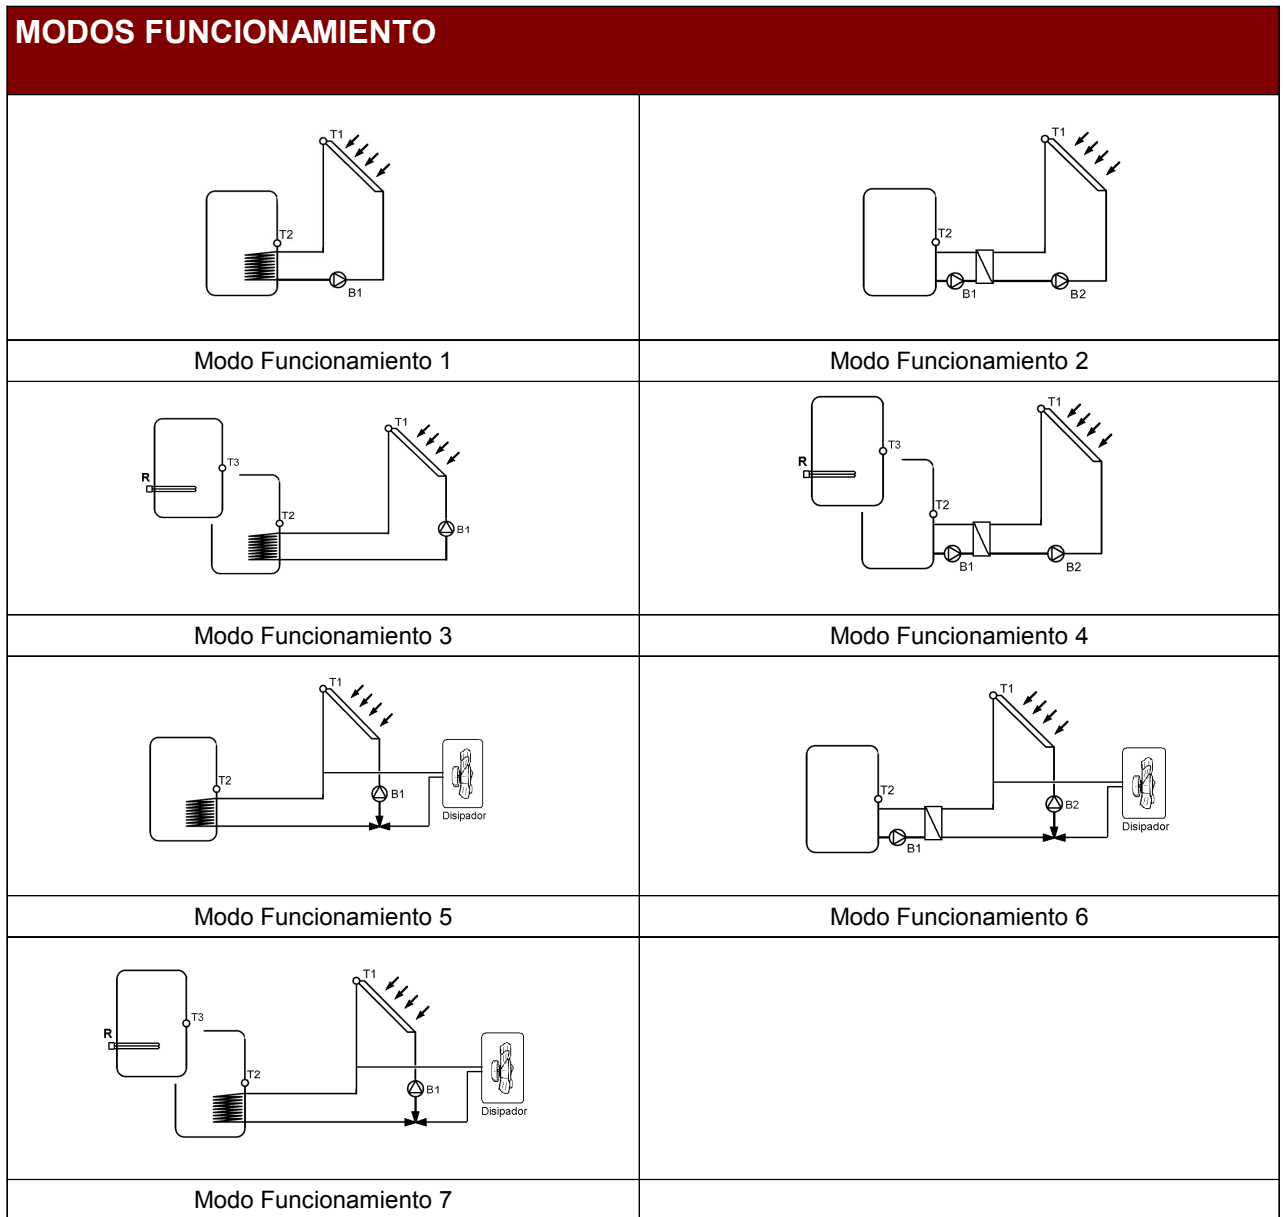 MODOS FUNCIONAMIENTO
T1
T2
B1
T1
T2
B1
B2
Modo Funcionamiento 1
Modo Funcionamiento 2
T1
T3
R
T2
B1
T1
T3
R
T2
B1
B2
Modo Funcionamiento 3
Modo Funcionamiento 4
T1
T2
B1
Disipador
T1
T2
B2
B1
Disipador
Modo Funcionamiento 5
Modo Funcionamiento 6
T1
T3
R
T2
B1
Disipador
Modo Funcionamiento 7